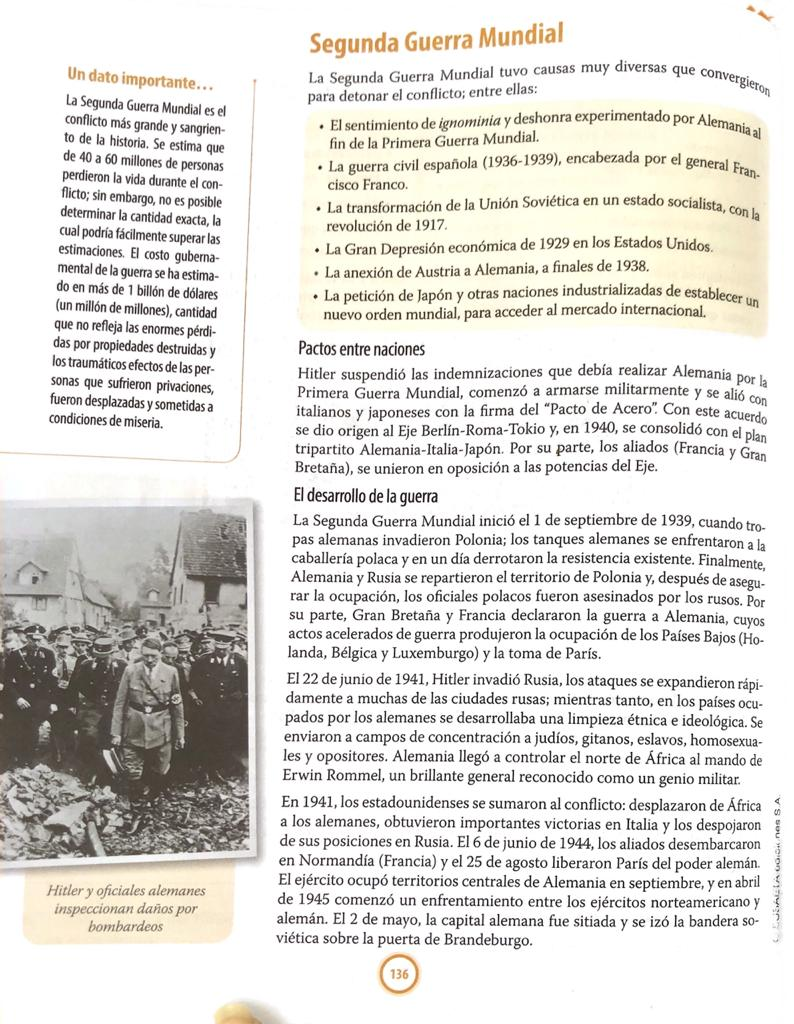 Segunda Guerra Mundial
Un dato importante...
La Segunda Guerra Mundial es el
conflicto más grande y sangrien-
to de la historia. Se estima que
de 40 a 60 millones de personas
perdieron la vida durante el con-
flicto; sin embargo, no es posible
determinar la cantidad exacta, la
cual podría fácilmente superar las
estimaciones. El costo guberna-
mental de la guerra se ha estima-
do en más de 1 billón de dólares
(un millón de millones), cantidad
que no refleja las enormes pérdi-
das por propiedades destruidas y
los traumáticos efectos de las per-
sonas que sufrieron privaciones,
fueron desplazadas y sometidas a
condiciones de miseria.
La Segunda Guerra Mundial tuvo causas muy diversas que convergieron
para detonar el conflicto; entre ellas:
• El sentimiento de ignominia y deshonra experimentado por Alemania al
fin de la Primera Guerra Mundial.
• La guerra civil española (1936-1939), encabezada por el general Fran-
cisco Franco.
• La transformación de la Unión Soviética en un estado socialista, con la
revolución de 1917.
• La Gran Depresión económica de 1929 en los Estados Unidos.
• La anexión de Austria a Alemania, a finales de 1938.
• La petición de Japón y otras naciones industrializadas de establecer un
nuevo orden mundial, para acceder al mercado internacional.
Pactos entre naciones
Hitler suspendió las indemnizaciones que debía realizar Alemania por la
Primera Guerra Mundial, comenzó a armarse militarmente y se alió con
italianos y japoneses con la firma del "Pacto de Acero". Con este acuerdo
se dio origen al Eje Berlín-Roma-Tokio y, en 1940, se consolidó con el plan
tripartito Alemania-Italia-Japón. Por su parte, los aliados (Francia y Gran
Bretaña), se unieron en oposición a las potencias del Eje.
El desarrollo de la guerra
La Segunda Guerra Mundial inició el 1 de septiembre de 1939, cuando tro-
pas alemanas invadieron Polonia; los tanques alemanes se enfrentaron a la
caballería polaca y en un día derrotaron la resistencia existente. Finalmente,
Alemania y Rusia se repartieron el territorio de Polonia y, después de asegu-
rar la ocupación, los oficiales polacos fueron asesinados por los rusos. Por
su parte, Gran Bretaña y Francia declararon la guerra a Alemania, cuyos
actos acelerados de guerra produjeron la ocupación de los Países Bajos (Ho-
landa, Bélgica y Luxemburgo) y la toma de París.
El 22 de junio de 1941, Hitler invadió Rusia, los ataques se expandieron rápi-
damente a muchas de las ciudades rusas; mientras tanto, en los países ocu-
pados por los alemanes se desarrollaba una limpieza étnica e ideológica. Se
enviaron a campos de concentración a judíos, gitanos, eslavos, homosexua-
les y opositores. Alemania llegó a controlar el norte de África al mando de
Erwin Rommel, un brillante general reconocido como un genio militar.
En 1941, los estadounidenses se sumaron al conflicto: desplazaron de África
a los alemanes, obtuvieron importantes victorias en Italia y los despojaron
de sus posiciones en Rusia. El 6 de junio de 1944, los aliados desembarcaron
en Normandía (Francia) y el 25 de agosto liberaron París del poder alemán.
El ejército ocupó territorios centrales de Alemania en septiembre, y en abril
de 1945 comenzó un enfrentamiento entre los ejércitos norteamericano y
alemán. El 2 de mayo, la capital alemana fue sitiada y se izó la bandera so-
viética sobre la puerta de Brandeburgo.
Hitler y oficiales alemanes
inspeccionan daños por
bombardeos
136